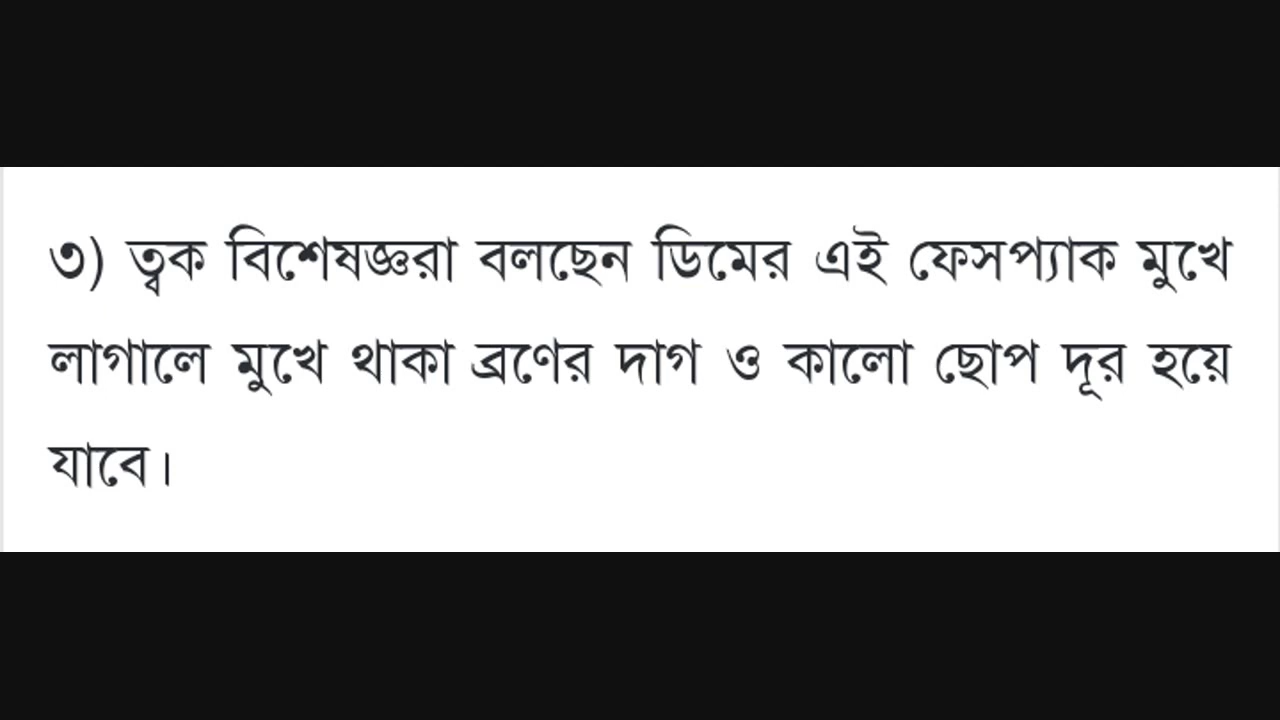 ৩) ত্বক বিশেষজ্ঞরা বলছেন ডিমের এই ফেসপ্যাক মুখে
লাগালে মুখে থাকা ব্রণের দাগ ও কালো ছোপ দূর হয়ে
যাবে।